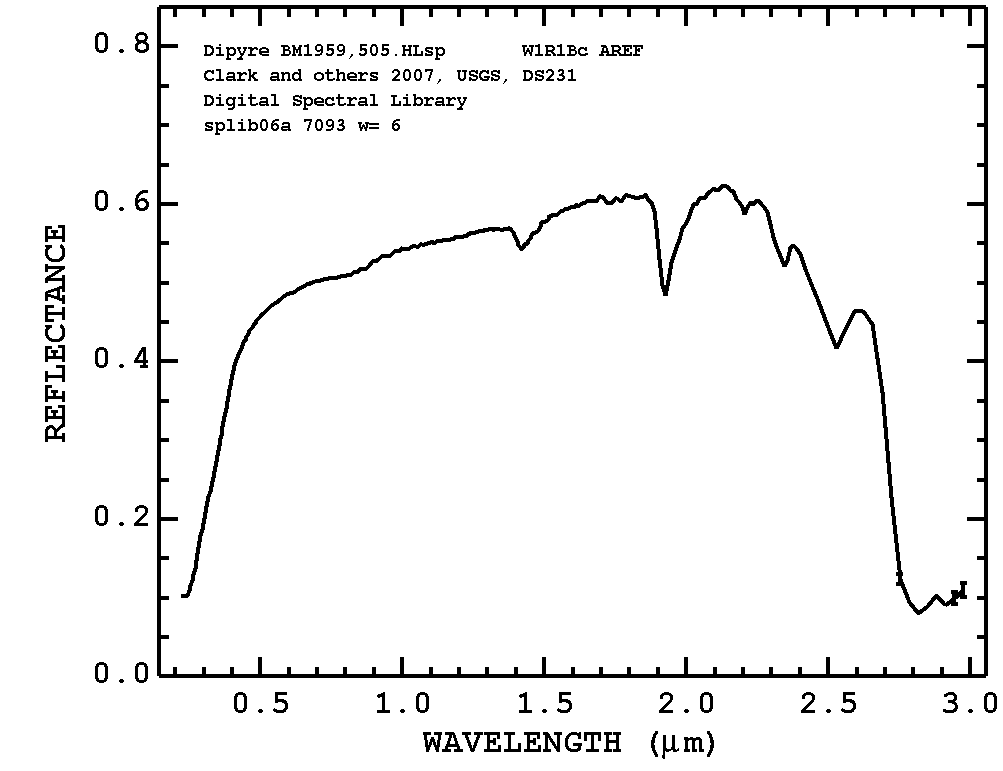 Dipyre BM1959,505.HLsp W1R1Bc AREF
Clark and others 2007, USGS, DS231
Digital Spectral Library
splib06a 7093 w= 6
0.8
0.6
0.4
0.2
0.0
REFLECTANCE
0.5 1.0 1.5 2.0 2.5 3.0
WAVELENGTH (μm)